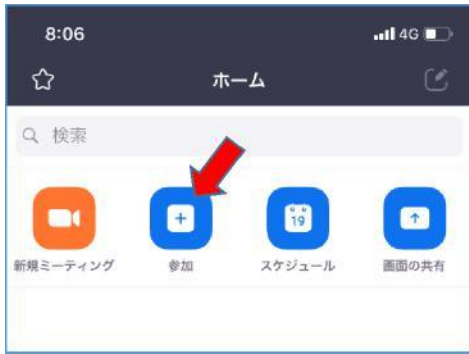 8:06
4G
ホーム
検索
19
新規ミーティング
参加
スケジュール
画面の共有